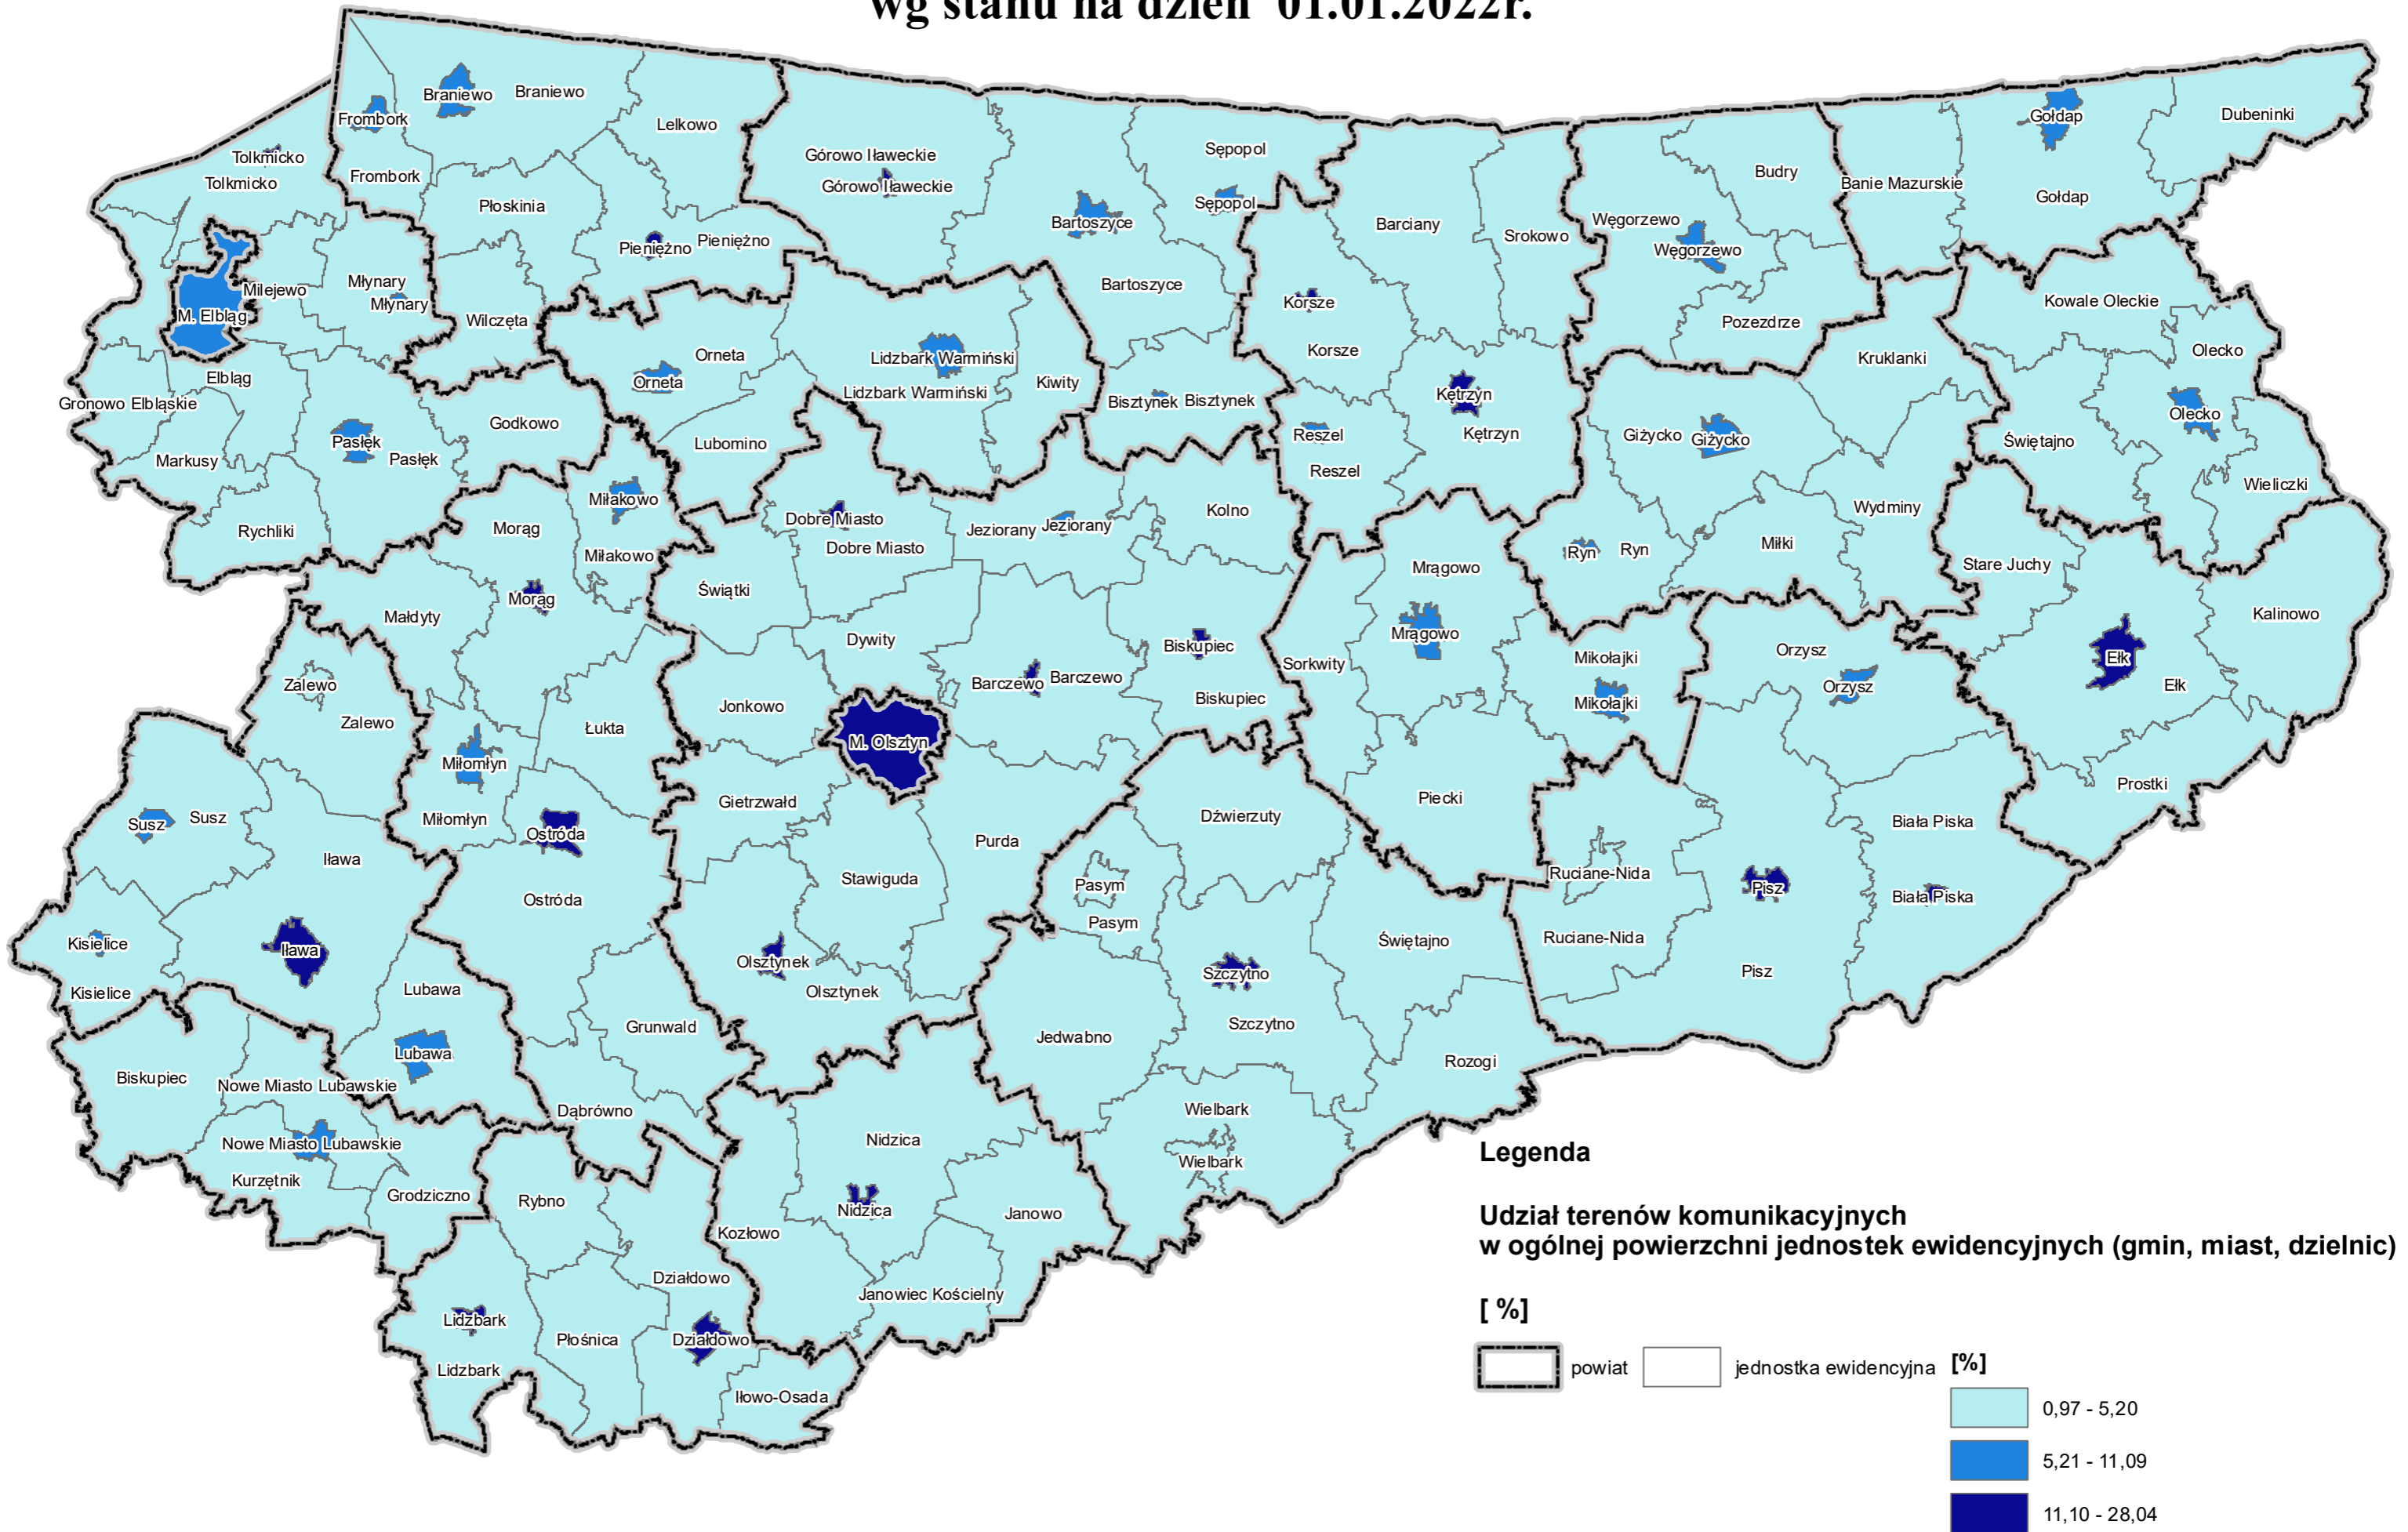 wg stanu na dzień 01.01.2022r.
Braniewo
Braniewo
Frombork
Lelkowo
Tolkmicko
Tolkmicko
Frombork
Górowo Iławeckie
Górowo Iławeckie
Sępopol
Sępopol
Budry
Banie Mazurskie
Gołdap
Gołdap
Dubeninki
Płoskinia
Pieniężno
Pieniężno
Bartoszyce
Bartoszyce
Barciany
Srokowo
Węgorzewo
Węgorzewo
Milejewo
Młynary
Młynary
M. Elbląg
Wilczęta
Korsze
Korsze
Pozezdrze
Kowale Oleckie
Kruklanki
Olecko
Olecko
Elbląg
Gronowo Elbląskie
Orneta
Orneta
Lidzbark Warmiński
Lidzbark Warmiński
Kiwity
Bisztynek
Bisztynek
Kętrzyn
Kętrzyn
Godkowo
Lubomino
Reszel
Reszel
Giżycko
Giżycko
Świętajno
Pasłęk
Pasłęk
Markusy
Wieliczki
Rychliki
Morąg
Miłakowo
Miłakowo
Dobre Miasto
Dobre Miasto
Jeziorany
Jeziorany
Kolno
Wydminy
Ryn
Ryn
Miłki
Stare Juchy
Mrągowo
Mrągowo
Świątki
Morąg
Małdyty
Kalinowo
Dywity
Biskupiec
Biskupiec
Sorkwity
Mikołajki
Mikołajki
Orzysz
Orzysz
Ełk
Ełk
Zalewo
Zalewo
Barczewo
Barczewo
Jonkowo
Łukta
M. Olsztyn
Miłomłyn
Miłomłyn
Prostki
Gietrzwałd
Piecki
Dźwierzuty
Susz
Susz
Ostróda
Ostróda
Purda
Biała Piska
Biała Piska
Iława
Iława
Stawiguda
Pasym
Pasym
Ruciane-Nida
Ruciane-Nida
Pisz
Pisz
Kisielice
Kisielice
Olsztynek
Olsztynek
Szczytno
Szczytno
Świętajno
Lubawa
Lubawa
Grunwald
Jedwabno
Rozogi
Biskupiec
Nowe Miasto Lubawskie
Nowe Miasto Lubawskie
Dąbrówno
Wielbark
Wielbark
Nidzica
Nidzica
Kurzętnik
Grodziczno
Rybno
Kozłowo
Janowo
Działdowo
Działdowo
Janowiec Kościelny
Lidzbark
Lidzbark
Płośnica
Iłowo-Osada
Legenda
Udział terenów komunikacyjnych
w ogólnej powierzchni jednostek ewidencyjnych (gmin, miast, dzielnic)
[ %]
powiat
jednostka ewidencyjna
[%]
0,97 - 5,20
5,21 - 11,09
11,10 - 28,04